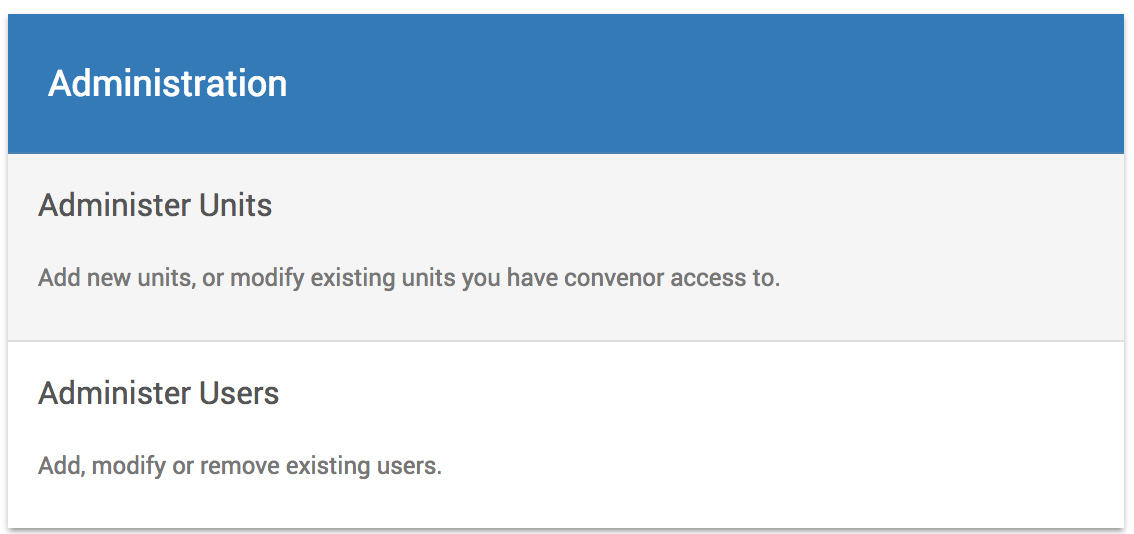 Administration
Administer Units
Add new units, or modify existing units you have convenor access to.
Administer Users
Add, modify or remove existing users.